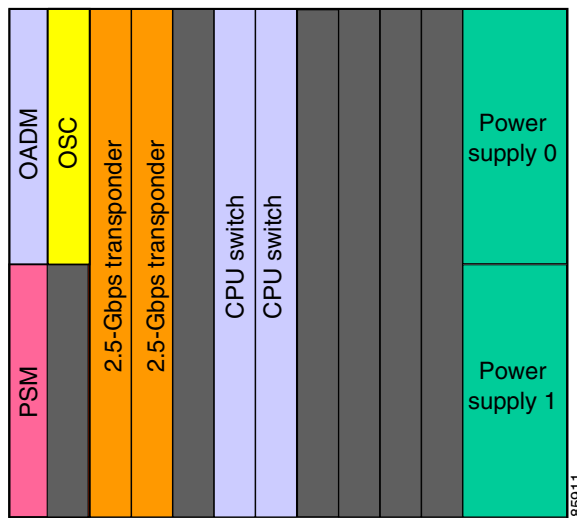 OADM
OSC
PSM
2.5-Gbps transponder
2.5-Gbps transponder
CPU switch
CPU switch
Power
supply 0
Power
supply 1
85911